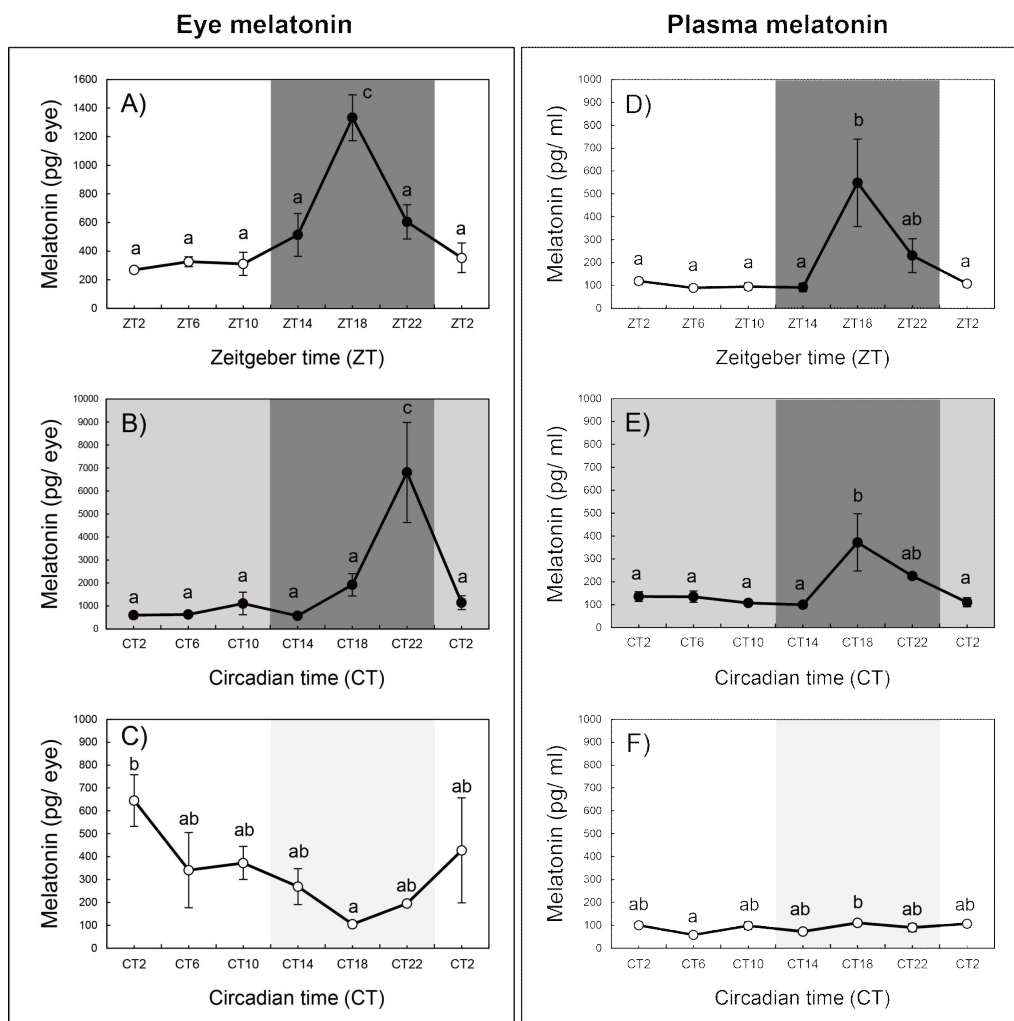 Eye melatonin
Plasma melatonin
A)
Melatonin (pg/ eye)
1600
1400
1200
1000
800
600
400
200
0
a a a a c a a
ZT2 ZT6 ZT10 ZT14 ZT18 ZT22 ZT2
Zeitgeber time (ZT)
D)
Melatonin (pg/ ml)
1000
900
800
700
600
500
400
300
200
100
0
a a a a b ab a
ZT2 ZT6 ZT10 ZT14 ZT18 ZT22 ZT2
Zeitgeber time (ZT)
B)
Melatonin (pg/ eye)
10000
9000
8000
7000
6000
5000
4000
3000
2000
1000
0
a a a a a c a
CT2 CT6 CT10 CT14 CT18 CT22 CT2
Circadian time (CT)
E)
Melatonin (pg/ ml)
1000
900
800
700
600
500
400
300
200
100
0
a a a a b ab a
CT2 CT6 CT10 CT14 CT18 CT22 CT2
Circadian time (CT)
C)
Melatonin (pg/ eye)
1000
900
800
700
600
500
400
300
200
100
0
b ab ab ab a ab ab
CT2 CT6 CT10 CT14 CT18 CT22 CT2
Circadian time (CT)
F)
Melatonin (pg/ ml)
1000
900
800
700
600
500
400
300
200
100
0
ab a ab ab b ab ab
CT2 CT6 CT10 CT14 CT18 CT22 CT2
Circadian time (CT)